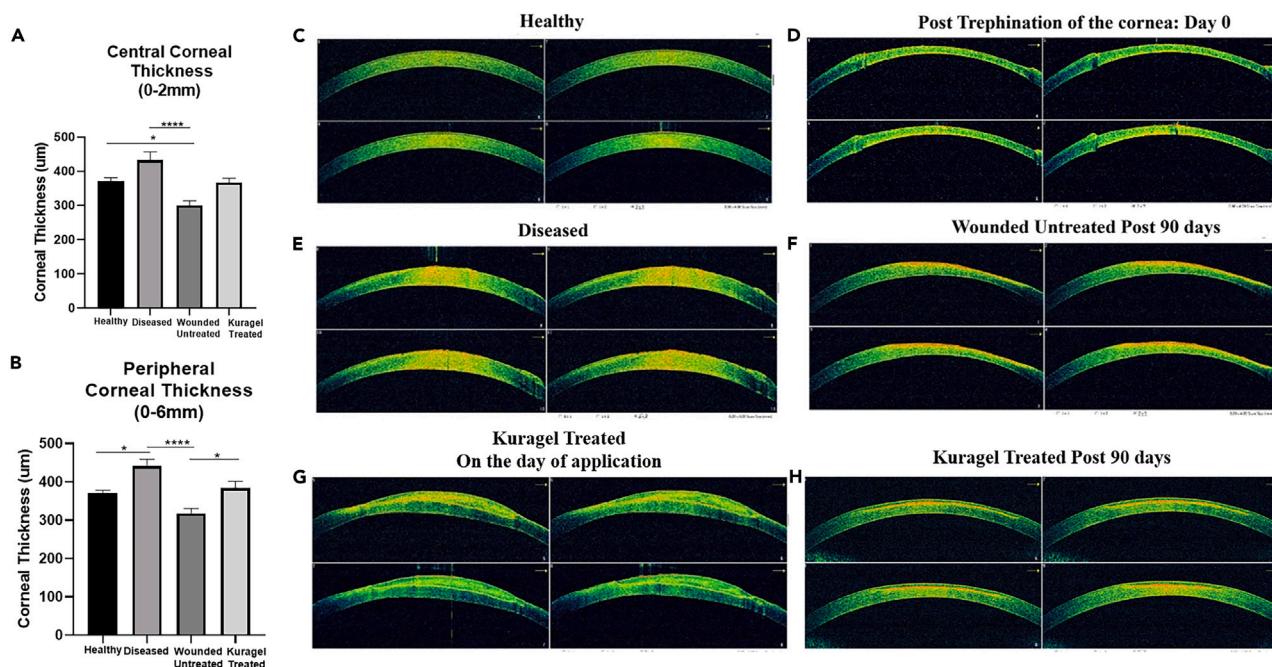 A
Central Corneal
Thickness
(0-2mm)
****
*
Corneal Thickness (um)
500
400
300
200
100
0
Healthy
Diseased
Wounded
Untreated
Kuragel
Treated
B
Peripheral
Corneal Thickness
(0-6mm)
*
****
*
Corneal Thickness (um)
500
400
300
200
100
0
Healthy
Diseased
Wounded
Untreated
Kuragel
Treated
C
Healthy
D
Post Trephination of the cornea: Day 0
E
Diseased
F
Wounded Untreated Post 90 days
G
Kuragel Treated
On the day of application
H
Kuragel Treated Post 90 days